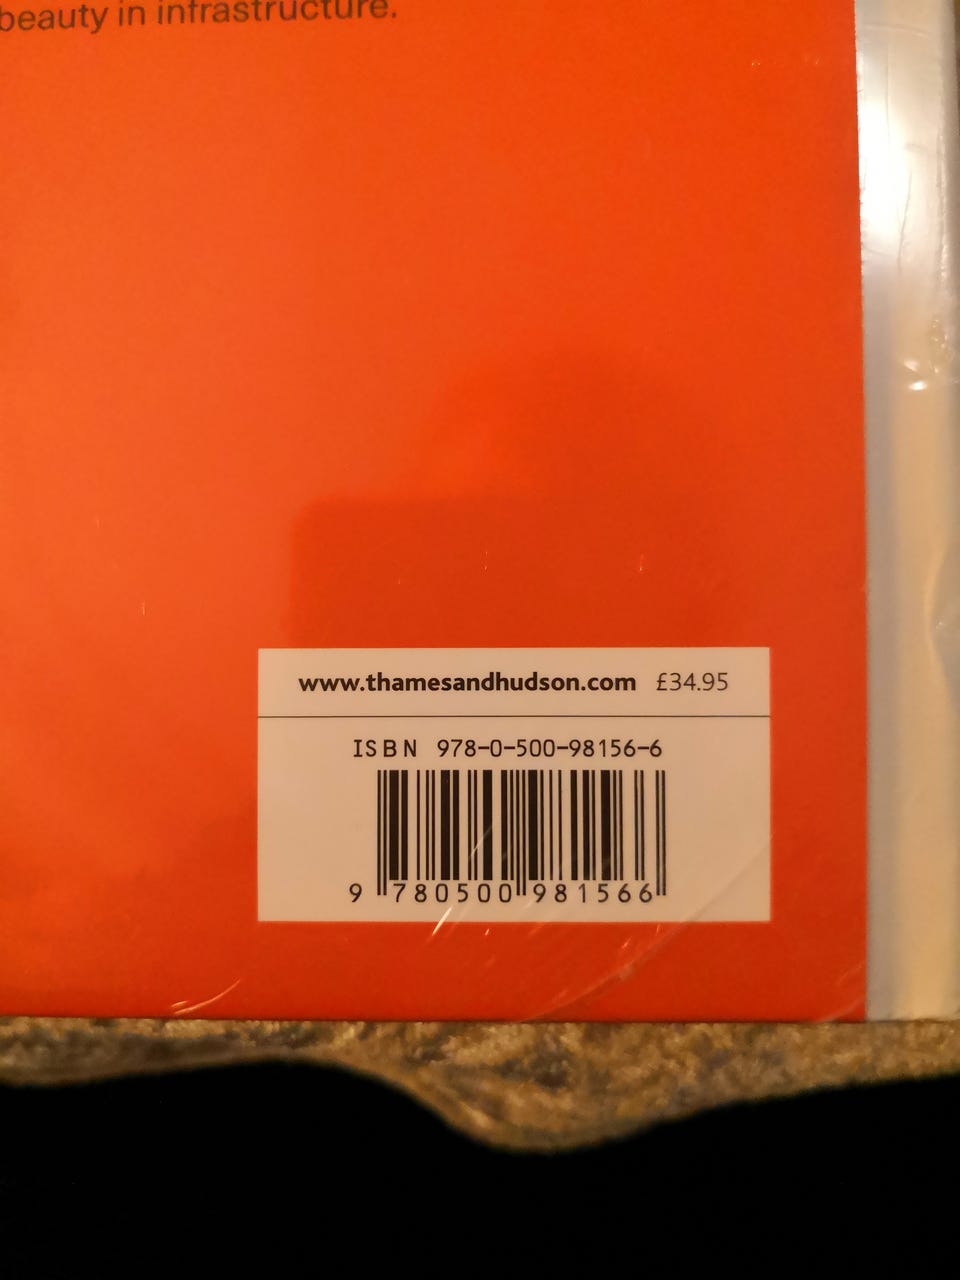 beauty in infrastructure.
www.thamesandhudson.com £34.95
ISBN 978-0-500-98156-6
9 780500 981566